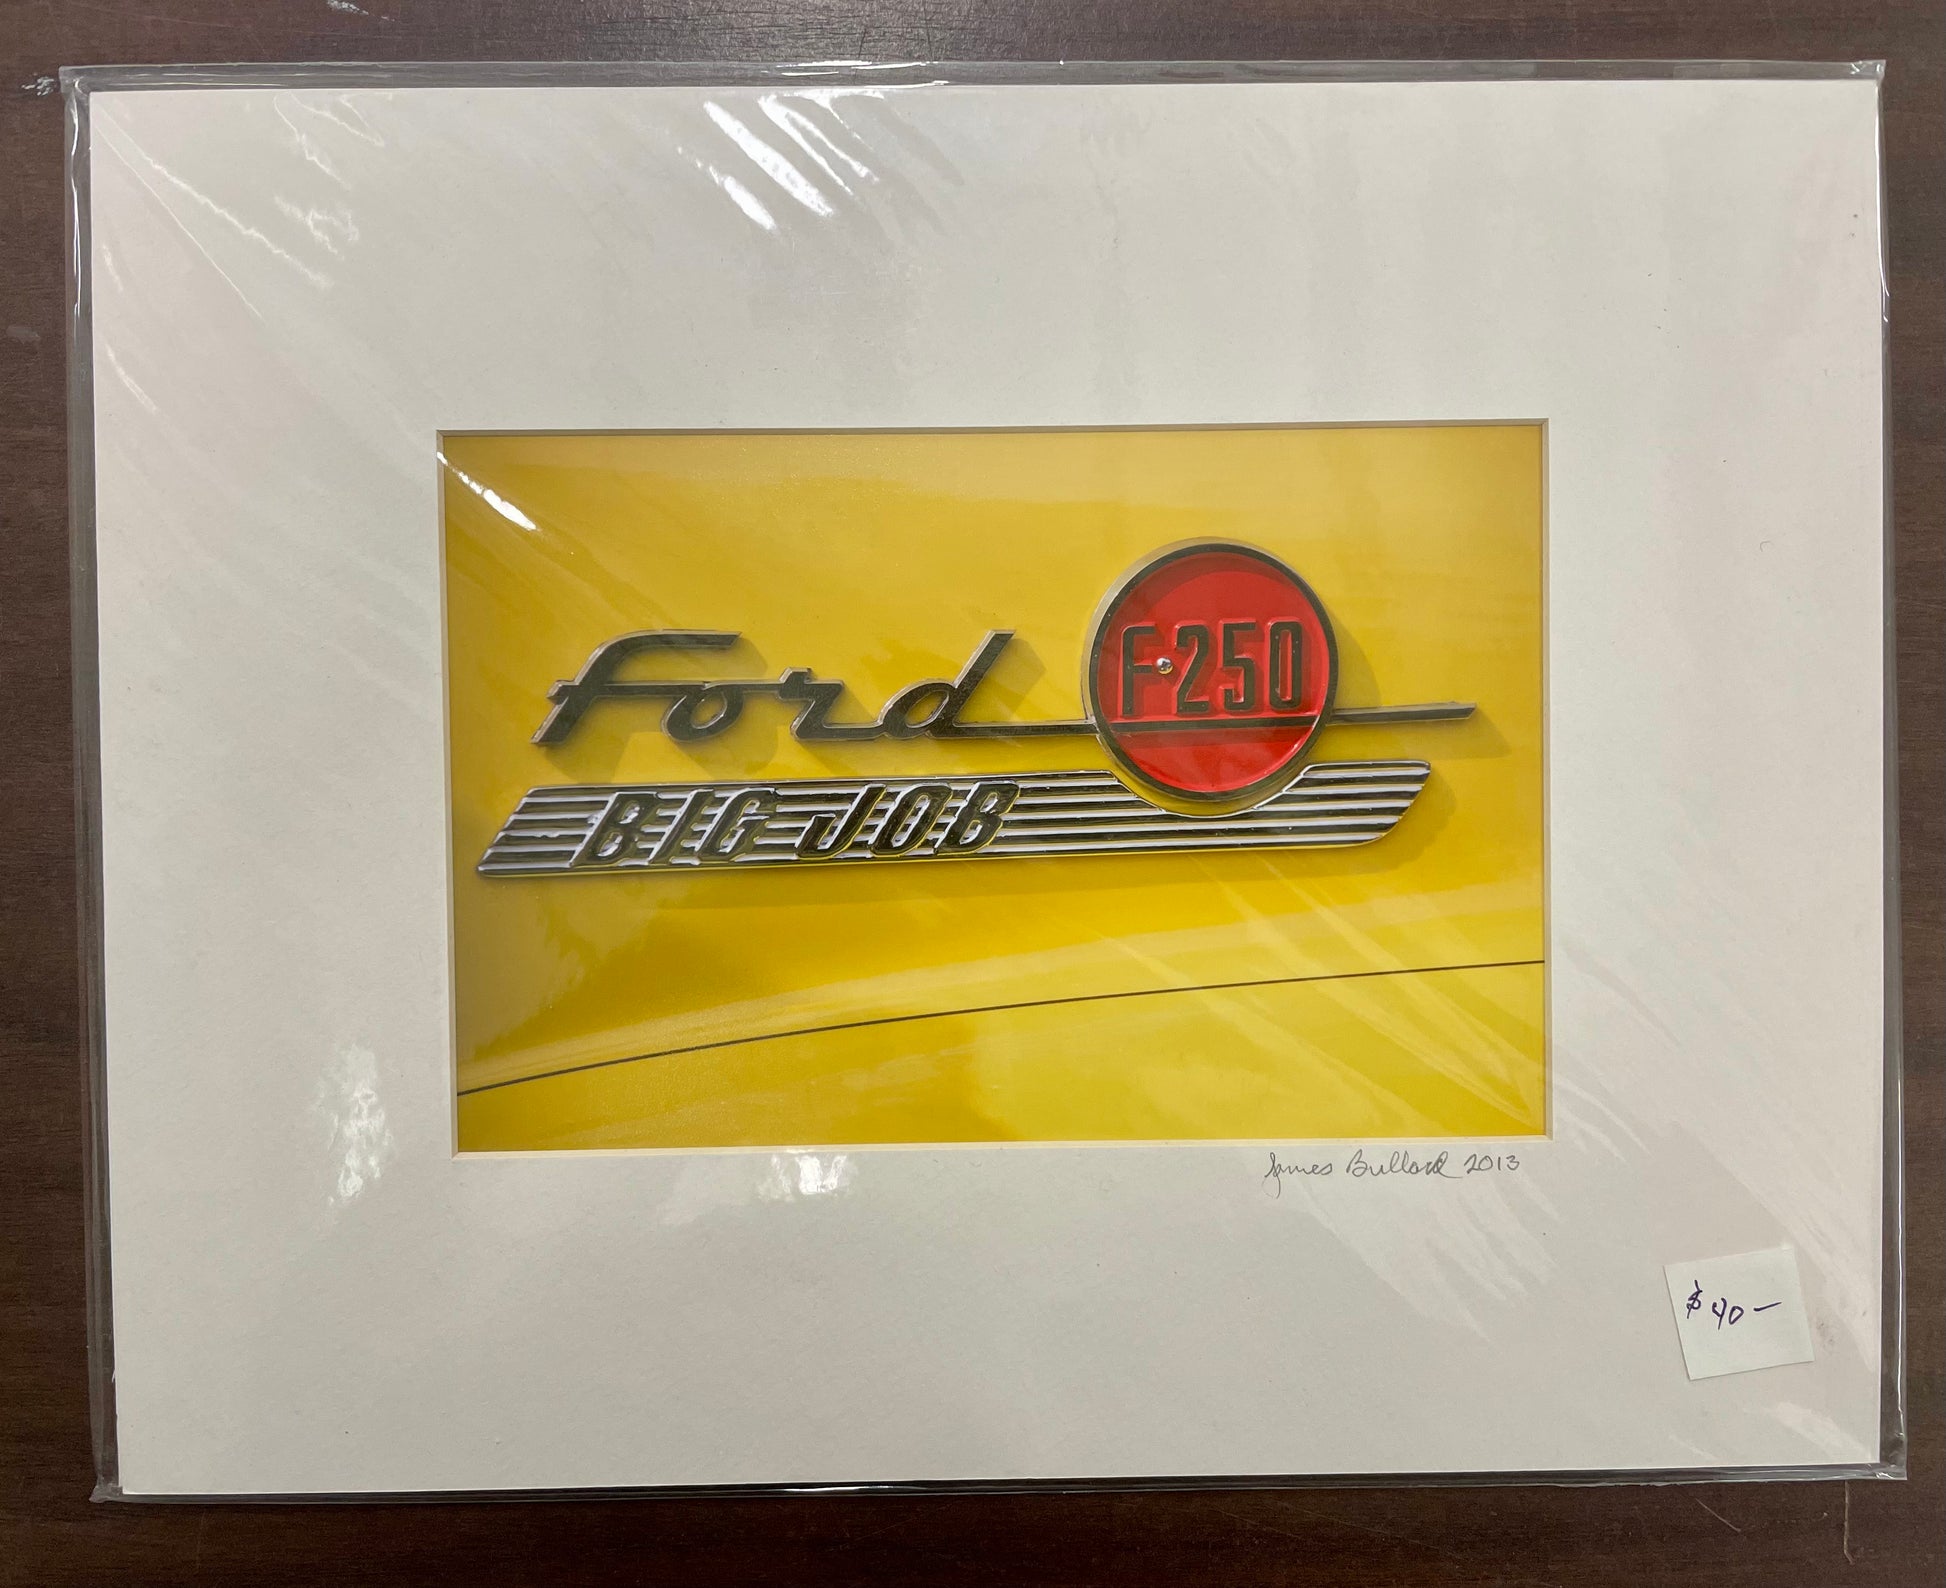 Ford F-250
BIG JOB
James Bullard 2013
$40-